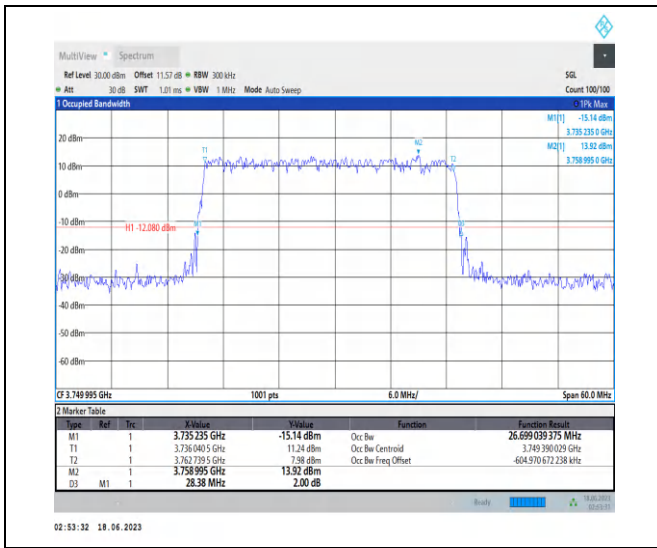 MultiView Spectrum
Ref Level 30.00 dBm Offset 11.57 dB RBW 300 kHz SGL
Att 30 dB SWT 1.01 ms VBW 1 MHz Mode Auto Sweep Count 100/100
1 Occupied Bandwidth 1Pk Max
M1[1] -15.14 dBm
3.735 235 0 GHz
M2[1] 13.92 dBm
3.758 995 0 GHz
20 dBm
M2
T1
T2
10 dBm
0 dBm
-10 dBm
H1 -12.080 dBm
-20 dBm
-30 dBm
-40 dBm
-50 dBm
-60 dBm
CF 3.749 995 GHz 1001 pts 6.0 MHz/ Span 60.0 MHz
2 Marker Table
Type Ref Trc X-Value Y-Value Function Function Result
M1 1 3.735 235 GHz -15.14 dBm Occ Bw 26.699 039 375 MHz
T1 1 3.736 040 5 GHz 11.24 dBm Occ Bw Centroid 3.749 390 029 GHz
T2 1 3.762 739 5 GHz 7.98 dBm Occ Bw Freq Offset -604.970 672 238 kHz
M2 1 3.758 995 GHz 13.92 dBm
D3 M1 1 28.38 MHz 2.00 dB
Ready 18.06.2023
02:53:32 18.06.2023